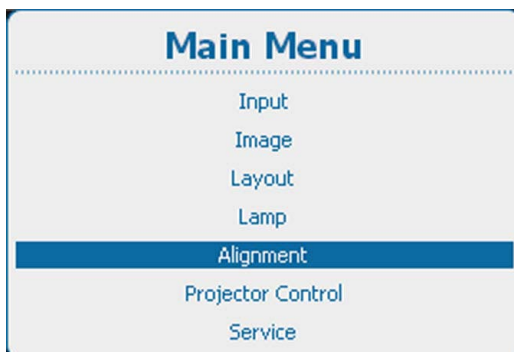 Main Menu
Input
Image
Layout
Lamp
Alignment
Projector Control
Service